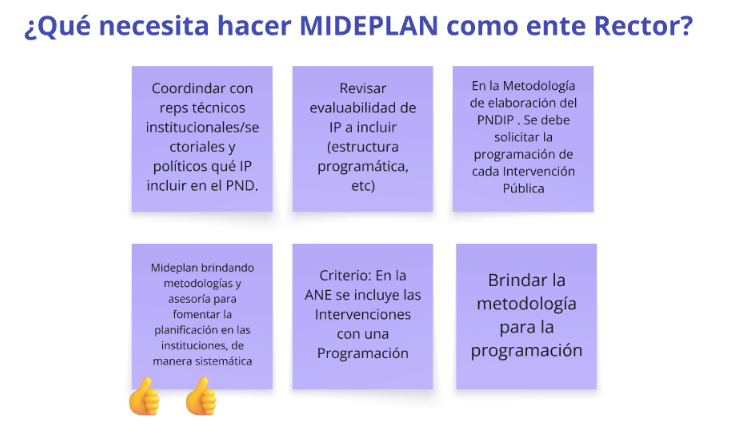 ¿Qué necesita hacer MIDEPLAN como ente Rector?
Coordindar con
reps técnicos
institucionales/se
ctoriales y
políticos qué IP
incluir en el PND.
Revisar
evaluabilidad de
IP a incluir
(estructura
programática,
etc)
En la Metodología
de elaboración del
PNDIP . Se debe
solicitar la
programación de
cada Intervención
Pública
Mideplan brindando
metodologías y
asesoría para
fomentar la
planificación en las
instituciones, de
manera sistemática
Criterio: En la
ANE se incluye las
Intervenciones
con una
Programación
Brindar la
metodología
para la
programación